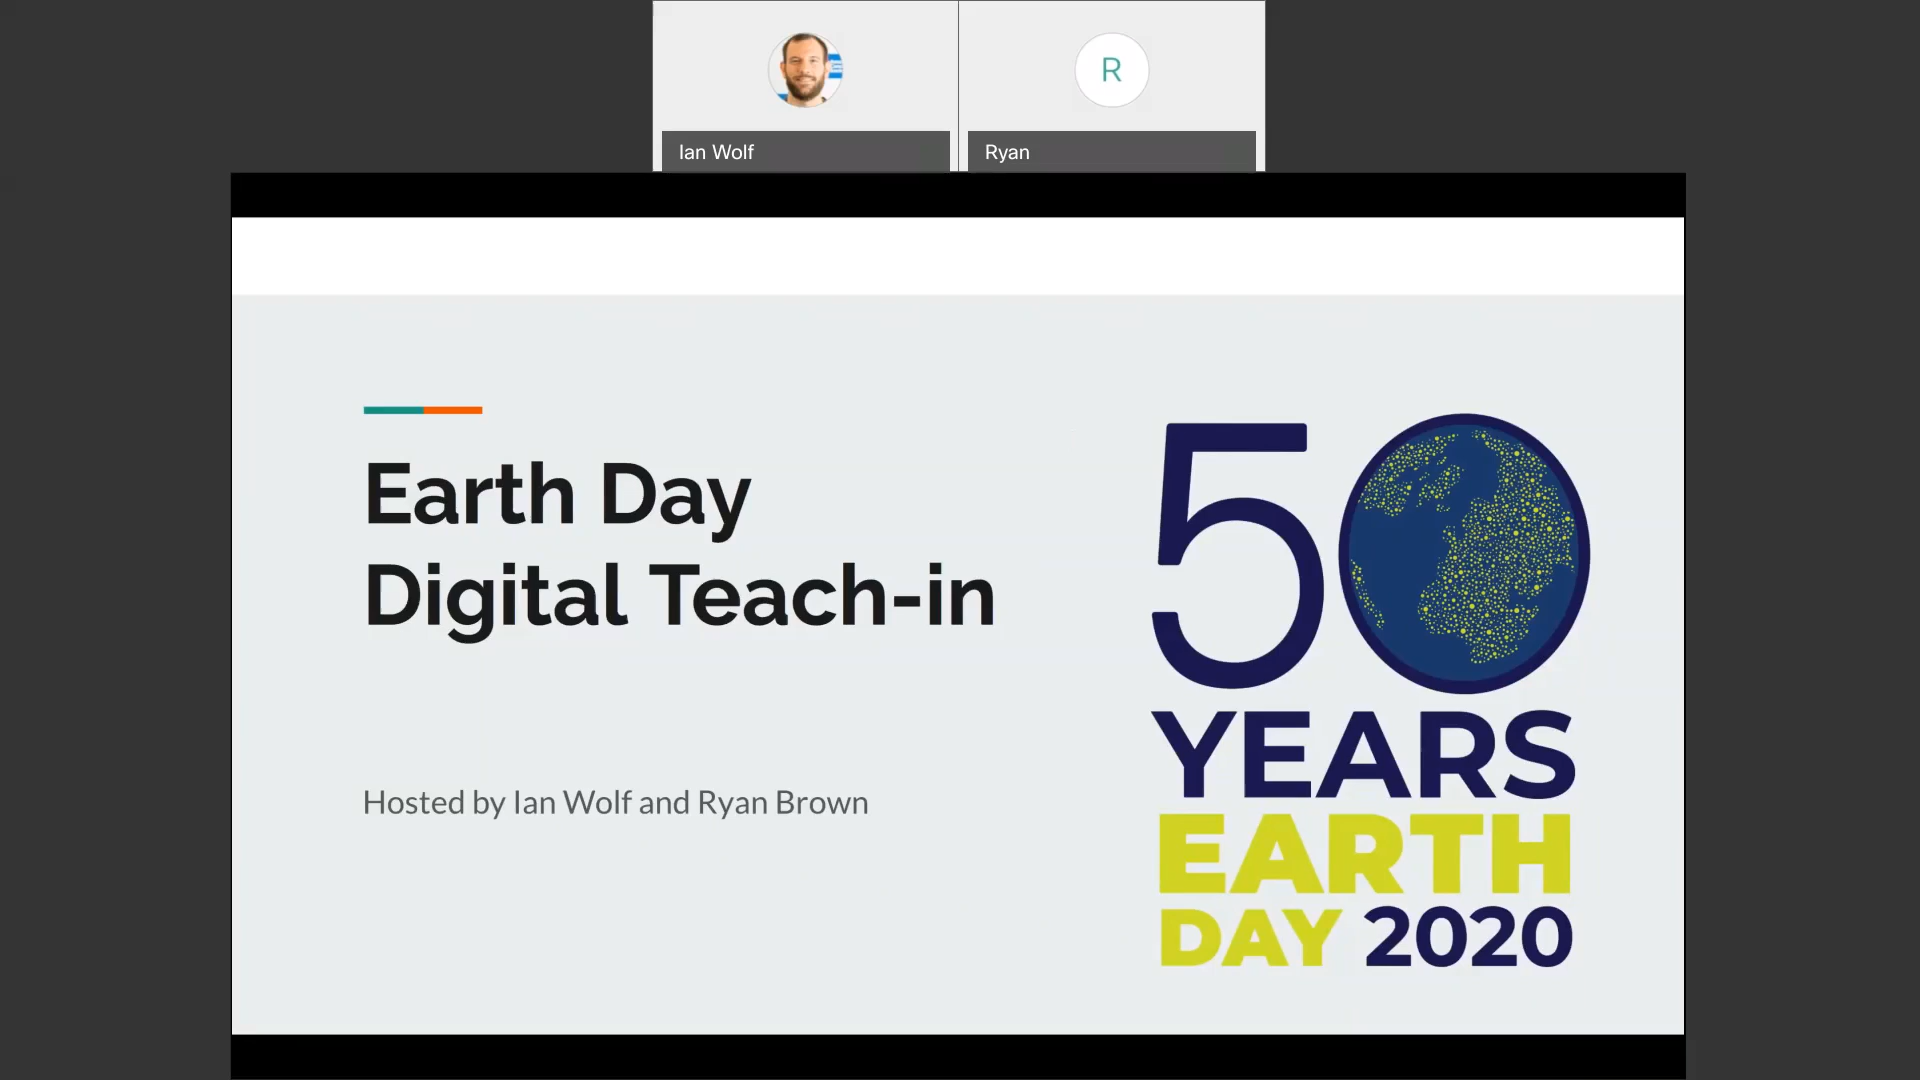 Ian Wolf
R
Ryan
Earth Day
Digital Teach-in
Hosted by Ian Wolf and Ryan Brown
50
YEARS
EARTH
DAY 2020